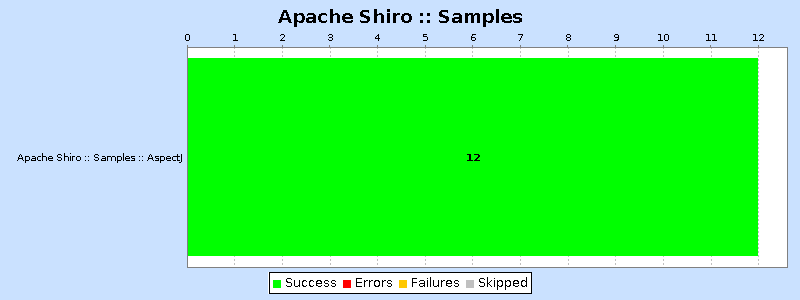 Apache Shiro :: Samples
0 1 2 3 4 5 6 7 8 9 10 11 12
Apache Shiro :: Samples :: AspectJ 12
Success Errors Failures Skipped